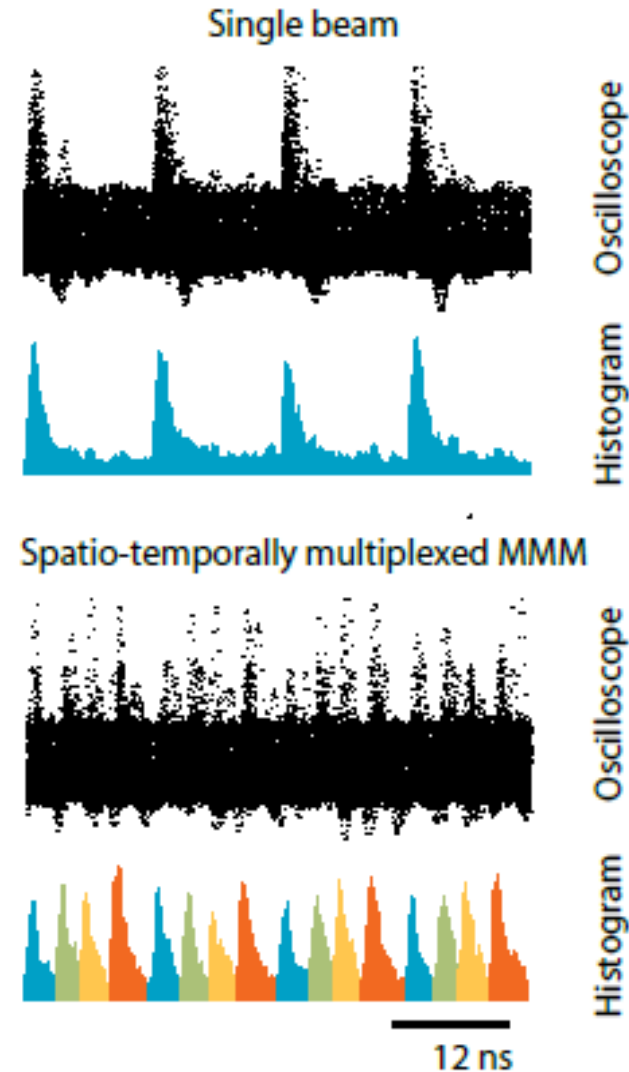 Single beam
Oscilloscope
Histogram
Spatio-temporally multiplexed MMM
Oscilloscope
Histogram
12 ns